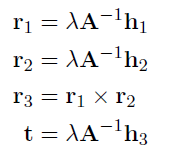 r₁ = λA⁻¹h₁
r₂ = λA⁻¹h₂
r₃ = r₁ × r₂
t = λA⁻¹h₃